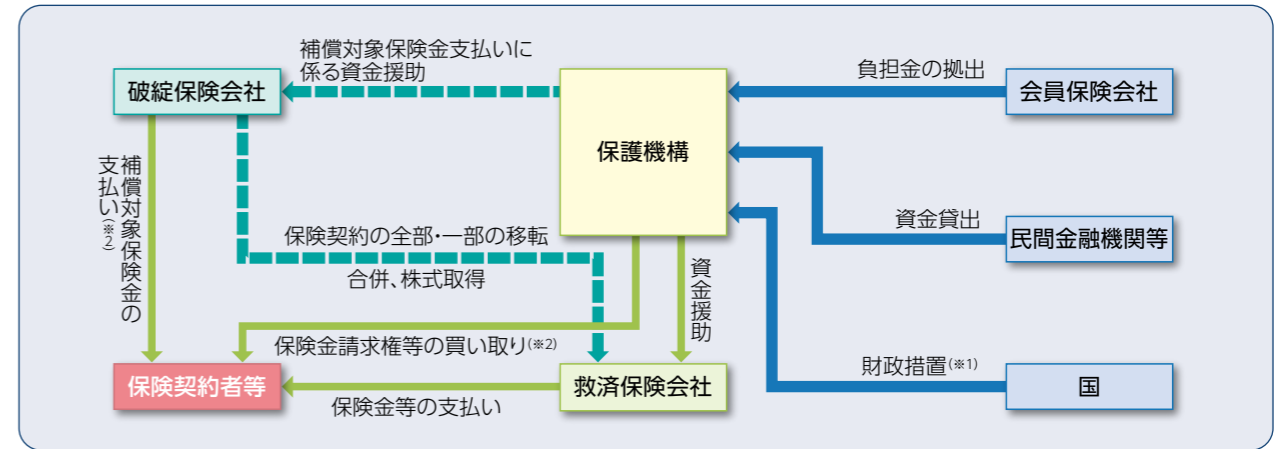 補償対象保険金支払いに
係る資金援助
負担金の拠出
破綻保険会社
保護機構
会員保険会社
補償対象保険金の
支払い(※2)
資金貸出
民間金融機関等
保険契約の全部・一部の移転
合併、株式取得
資金援助
保険金請求権等の買い取り(※2)
財政措置(※1)
保険契約者等
保険金等の支払い
救済保険会社
国